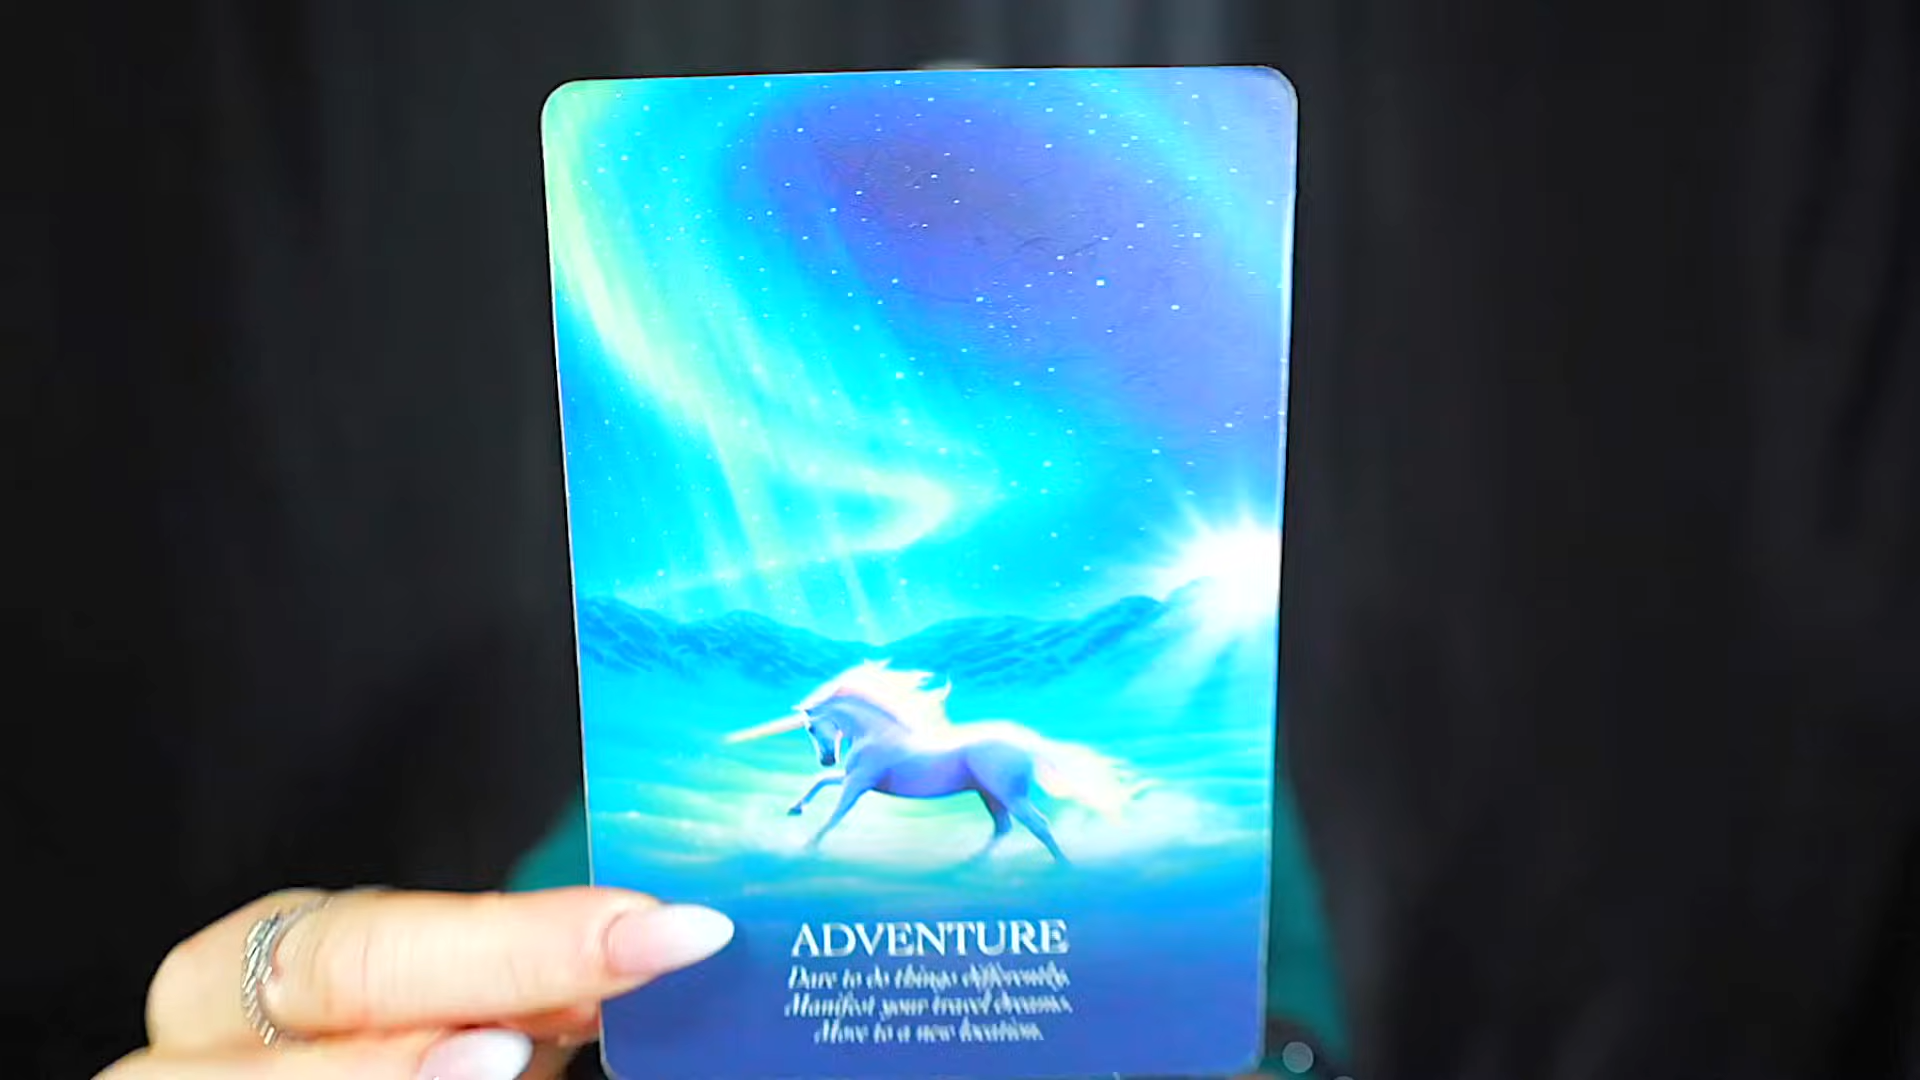 ADVENTURE
Dare to do things differently.
Manifest your travel dreams.
Move to a new location.